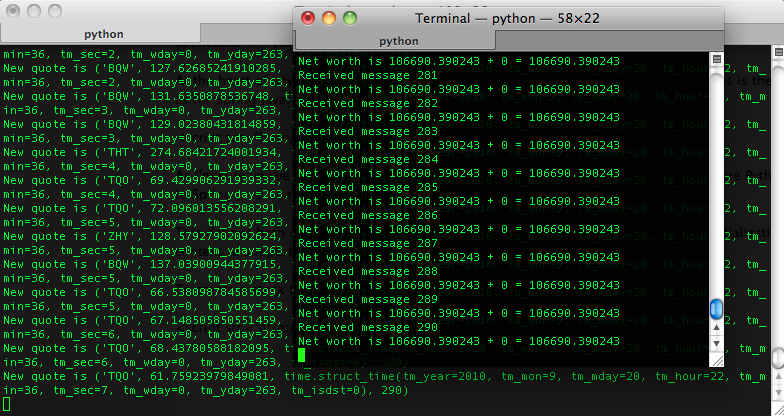 Terminal — python — 58×22
python
python
min=36, tm_sec=2, tm_wday=0, tm_yday=263,
New quote is ('BQW', 127.62685241910285,
min=36, tm_sec=2, tm_wday=0, tm_yday=263,
New quote is ('BQW', 131.6350878536748,
in=36, tm_sec=3, tm_wday=0, tm_yday=263,
New quote is ('BQW', 129.02380431814859,
min=36, tm_sec=3, tm_wday=0, tm_yday=263,
New quote is ('THT', 274.68421724001934,
min=36, tm_sec=4, tm_wday=0, tm_yday=263,
New quote is ('TQO', 69.429906291939332,
min=36, tm_sec=4, tm_wday=0, tm_yday=263,
New quote is ('TQO', 72.096013556208291,
min=36, tm_sec=5, tm_wday=0, tm_yday=263,
New quote is ('ZHY', 128.57927902092624,
min=36, tm_sec=5, tm_wday=0, tm_yday=263,
New quote is ('BQW', 137.03900944377915,
min=36, tm_sec=5, tm_wday=0, tm_yday=263,
New quote is ('TQO', 66.538098784585699,
min=36, tm_sec=5, tm_wday=0, tm_yday=263,
New quote is ('TQO', 67.148505850551459,
min=36, tm_sec=6, tm_wday=0, tm_yday=263,
New quote is ('TQO', 68.43780588182095,
in=36, tm_sec=6, tm_wday=0, tm_yday=263,
New quote is ('TQO', 61.75923979849081, time.struct_time(tm_year=2010, tm_mon=9, tm_mday=20, tm_hour=22, tm_m
in=36, tm_sec=7, tm_wday=0, tm_yday=263, tm_isdst=0), 290)
Net worth is 106690.390243 + 0 = 106690.390243
Received message 281
Net worth is 106690.390243 + 0 = 106690.390243
Received message 282
Net worth is 106690.390243 + 0 = 106690.390243
Received message 283
Net worth is 106690.390243 + 0 = 106690.390243
Received message 284
Net worth is 106690.390243 + 0 = 106690.390243
Received message 285
Net worth is 106690.390243 + 0 = 106690.390243
Received message 286
Net worth is 106690.390243 + 0 = 106690.390243
Received message 287
Net worth is 106690.390243 + 0 = 106690.390243
Received message 288
Net worth is 106690.390243 + 0 = 106690.390243
Received message 289
Net worth is 106690.390243 + 0 = 106690.390243
Received message 290
Net worth is 106690.390243 + 0 = 106690.390243